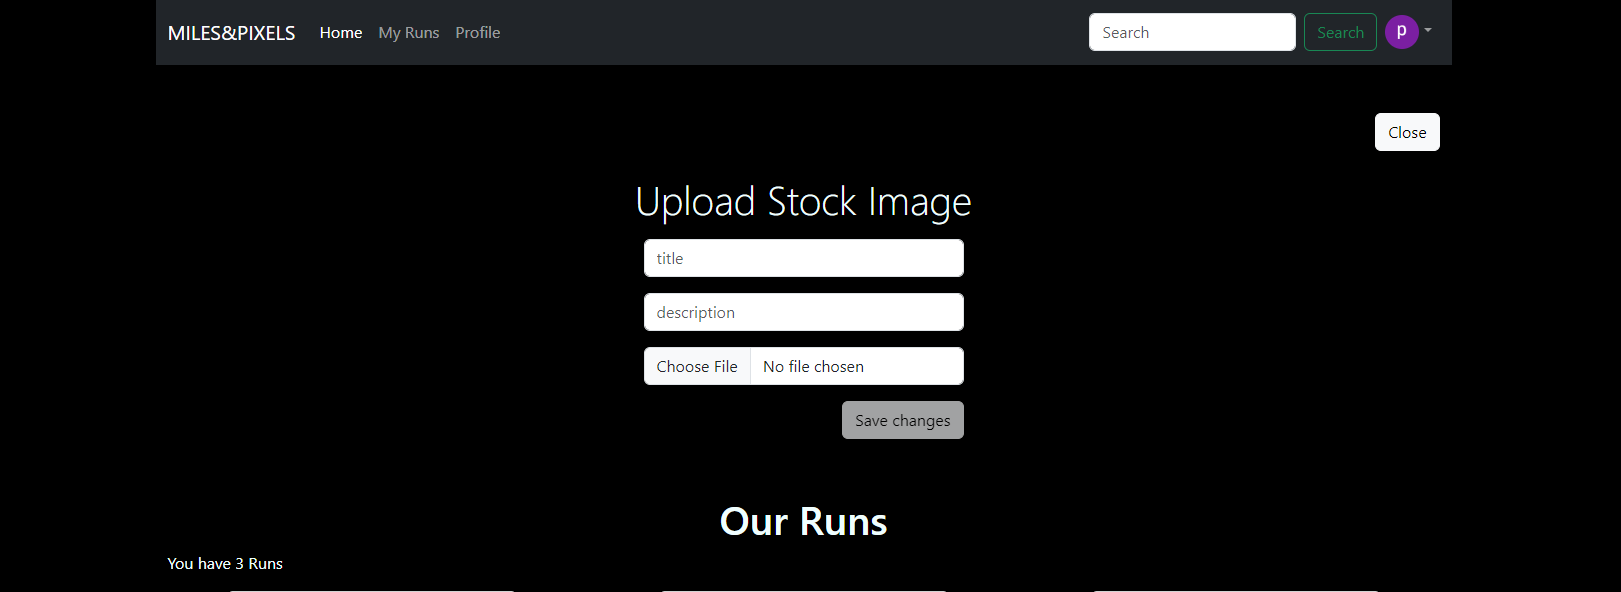 MILES&PIXELS Home My Runs Profile Search Search p
Close
Upload Stock Image
title
description
Choose File No file chosen
Save changes
Our Runs
You have 3 Runs